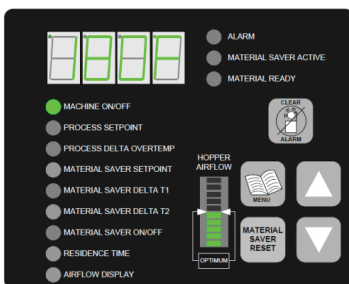 ALARM
MATERIAL SAVER ACTIVE
MATERIAL READY
MACHINE ON/OFF
PROCESS SETPOINT
PROCESS DELTA OVERTEMP
MATERIAL SAVER SETPOINT
MATERIAL SAVER DELTA T1
MATERIAL SAVER DELTA T2
MATERIAL SAVER ON/OFF
RESIDENCE TIME
AIRFLOW DISPLAY
HOPPER
AIRFLOW
OPTIMUM
CLEAR
ALARM
MENU
MATERIAL
SAVER
RESET